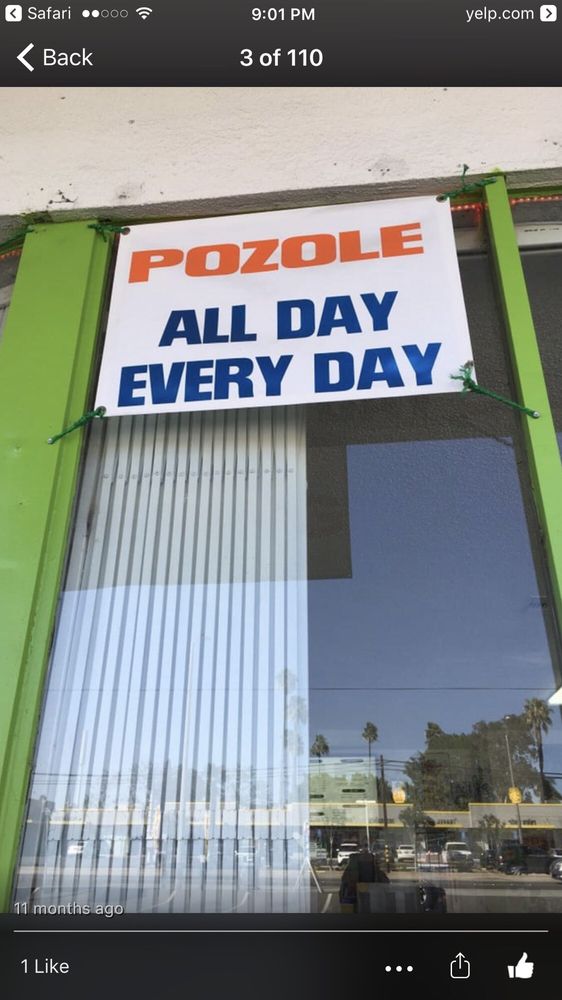 Safari 9:01 PM yelp.com
Back 3 of 110
POZOLE
ALL DAY
EVERY DAY
11 months ago
1 Like